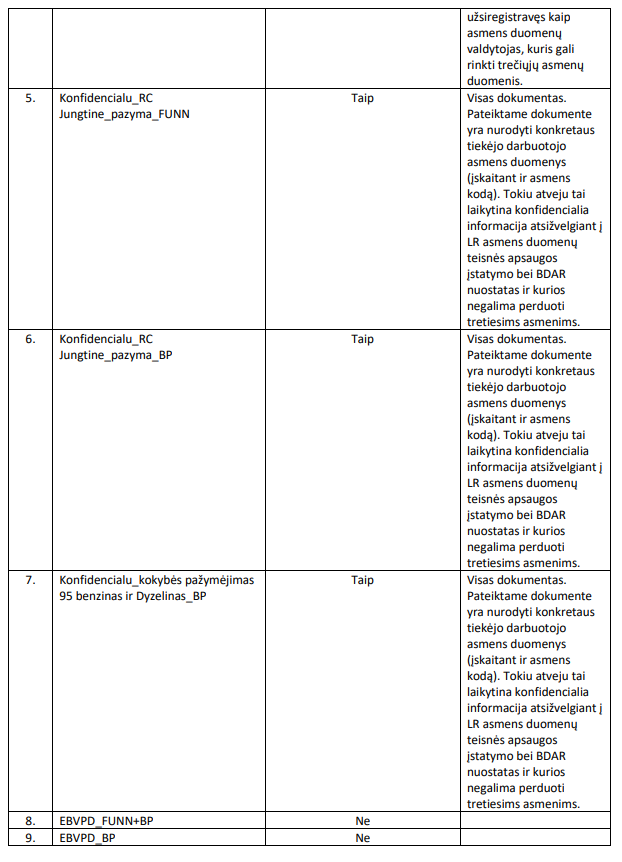 užsiregistravęs kaip
asmens duomenų
valdytojas, kuris gali
rinkti trečiųjų asmenų
duomenis.
5. Konfidencialu_RC Taip Visas dokumentas.
Jungtine_pazyma_FUNN Pateiktame dokumente
yra nurodyti konkretaus
tiekėjo darbuotojo
asmens duomenys
(įskaitant ir asmens
kodą). Tokiu atveju tai
laikytina konfidencialia
informacija atsižvelgiant į
LR asmens duomenų
teisnės apsaugos
įstatymo bei BDAR
nuostatas ir kurios
negalima perduoti
tretiesims asmenims.
6. Konfidencialu_RC Taip Visas dokumentas.
Jungtine_pazyma_BP Pateiktame dokumente
yra nurodyti konkretaus
tiekėjo darbuotojo
asmens duomenys
(įskaitant ir asmens
kodą). Tokiu atveju tai
laikytina konfidencialia
informacija atsižvelgiant į
LR asmens duomenų
teisnės apsaugos
įstatymo bei BDAR
nuostatas ir kurios
negalima perduoti
tretiesims asmenims.
7. Konfidencialu_kokybės pažymėjimas Taip Visas dokumentas.
95 benzinas ir Dyzelinas_BP Pateiktame dokumente
yra nurodyti konkretaus
tiekėjo darbuotojo
asmens duomenys
(įskaitant ir asmens
kodą). Tokiu atveju tai
laikytina konfidencialia
informacija atsižvelgiant į
LR asmens duomenų
teisnės apsaugos
įstatymo bei BDAR
nuostatas ir kurios
negalima perduoti
tretiesims asmenims.
8. EBVPD_FUNN+BP Ne
9. EBVPD_BP Ne